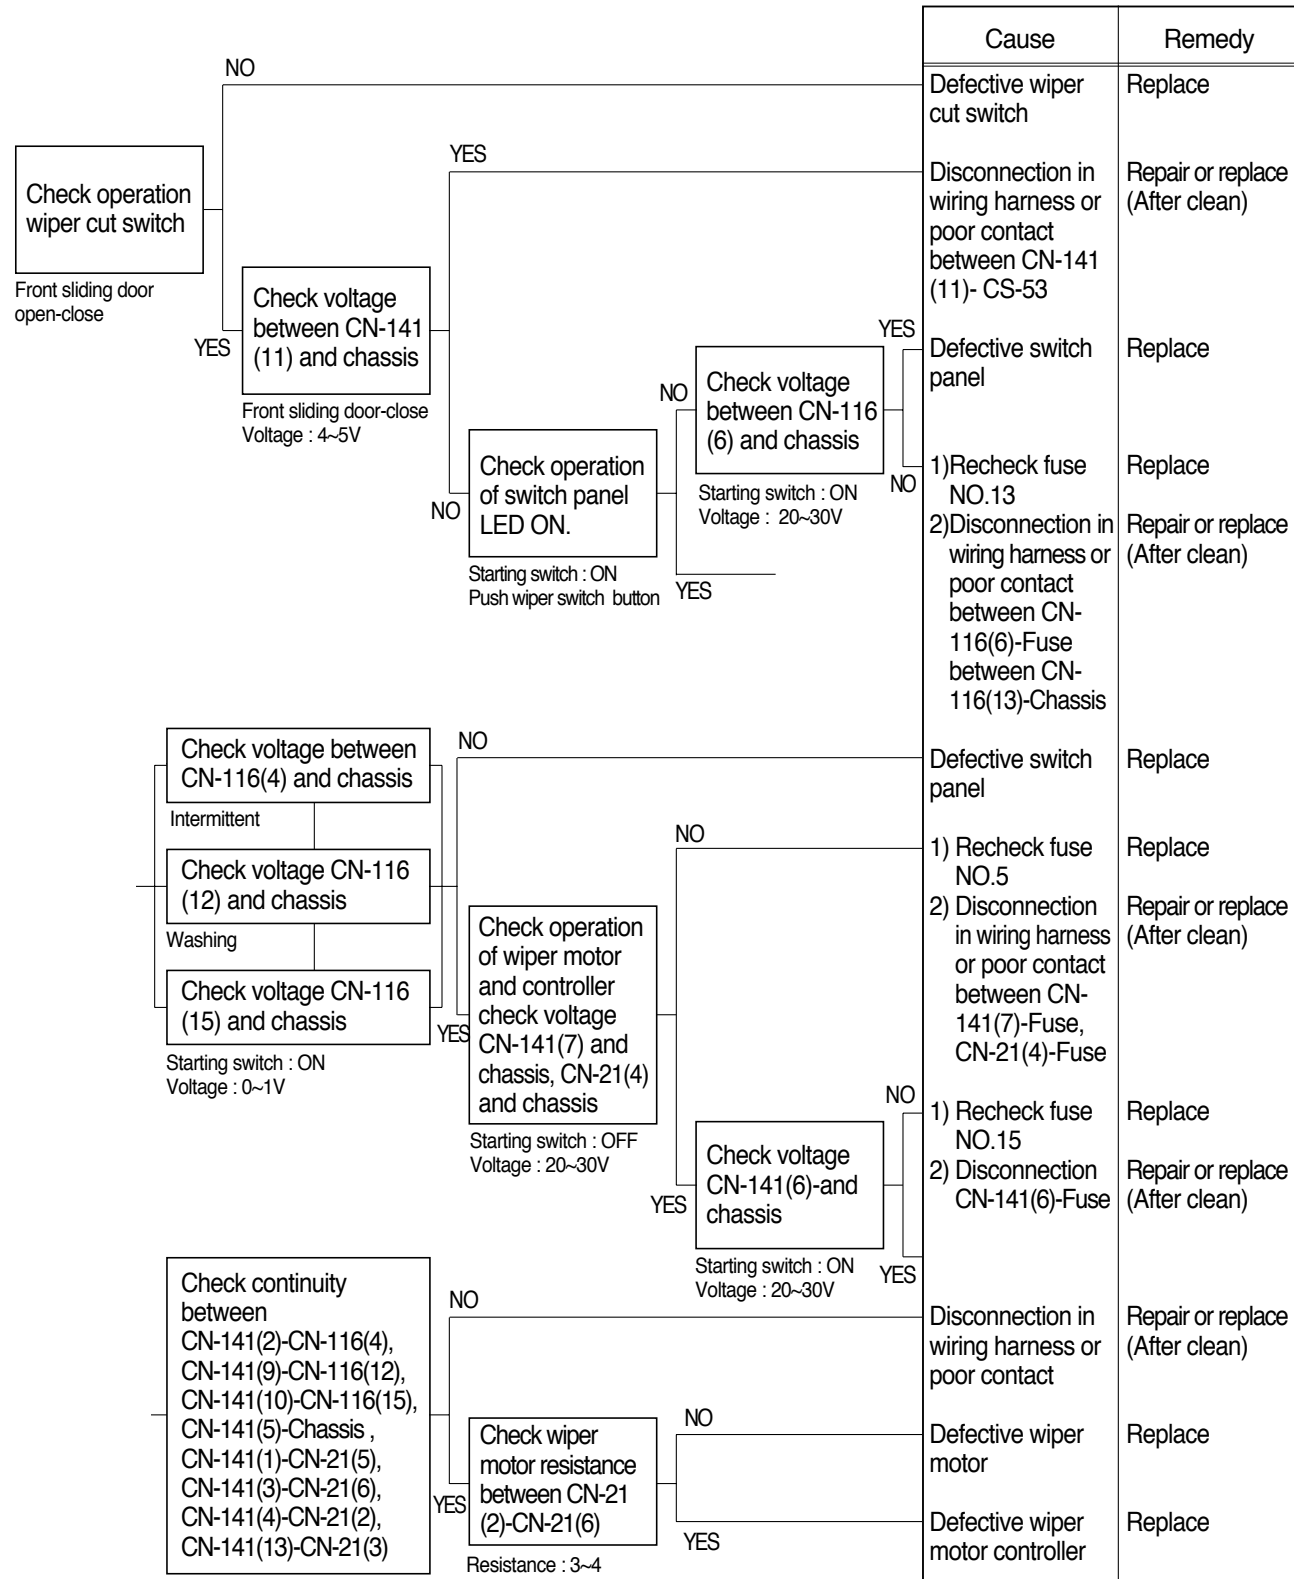 Cause
Remedy
NO
Defective wiper
cut switch
Replace
YES
Check operation
wiper cut switch
Front sliding door
open-close
Disconnection in
wiring harness or
poor contact
between CN-141
(11)- CS-53
Repair or replace
(After clean)
YES
Check voltage
between CN-141
(11) and chassis
Front sliding door-close
Voltage : 4~5V
YES
Defective switch
panel
Replace
NO
Check voltage
between CN-116
(6) and chassis
Starting switch : ON
Voltage : 20~30V
NO
NO
Check operation
of switch panel
LED ON.
Starting switch : ON
Push wiper switch button
YES
1)Recheck fuse
NO.13
Replace
2)Disconnection in
wiring harness or
poor contact
between CN-
116(6)-Fuse
between CN-
116(13)-Chassis
Repair or replace
(After clean)
Check voltage between
CN-116(4) and chassis
Intermittent
Check voltage CN-116
(12) and chassis
Washing
Check voltage CN-116
(15) and chassis
Starting switch : ON
Voltage : 0~1V
NO
Defective switch
panel
Replace
YES
Check operation
of wiper motor
and controller
check voltage
CN-141(7) and
chassis, CN-21(4)
and chassis
Starting switch : OFF
Voltage : 20~30V
NO
1) Recheck fuse
NO.5
Replace
2) Disconnection
in wiring harness
or poor contact
between CN-
141(7)-Fuse,
CN-21(4)-Fuse
Repair or replace
(After clean)
YES
Check voltage
CN-141(6)-and
chassis
Starting switch : ON
Voltage : 20~30V
NO
1) Recheck fuse
NO.15
Replace
2) Disconnection
CN-141(6)-Fuse
Repair or replace
(After clean)
YES
Check continuity
between
CN-141(2)-CN-116(4),
CN-141(9)-CN-116(12),
CN-141(10)-CN-116(15),
CN-141(5)-Chassis ,
CN-141(1)-CN-21(5),
CN-141(3)-CN-21(6),
CN-141(4)-CN-21(2),
CN-141(13)-CN-21(3)
NO
Disconnection in
wiring harness or
poor contact
Repair or replace
(After clean)
YES
Check wiper
motor resistance
between CN-21
(2)-CN-21(6)
Resistance : 3~4
NO
Defective wiper
motor
Replace
YES
Defective wiper
motor controller
Replace